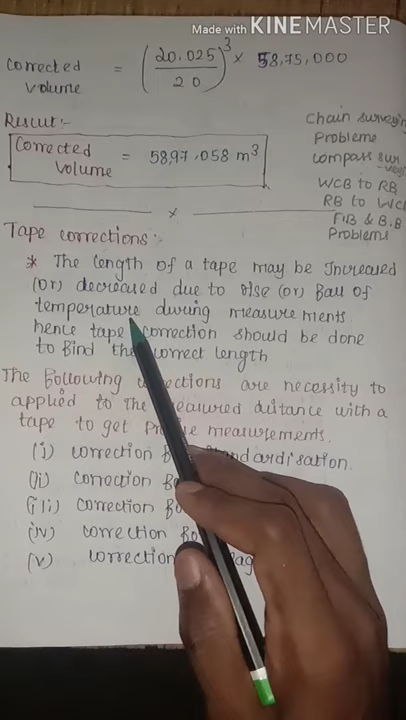 Made with KINEMASTER
Corrected volume = (20.025 / 20)³ × 58,75,000
Result:-
Corrected Volume = 5897.058 m³
Chain surveying
Problems
compass sur
WCB to RB
RB to WC
F.B & B.B
Problems
x
Tape corrections:-
* The length of a tape may be Increased
(or) decreased due to rise (or) fall of
temperature during measurements
hence tape correction should be done
to find the correct length
The following corrections are necessity to
applied to the measured distance with a
tape to get measurements.
(i) correction standardisation.
(ii) correction
(iii) correction
(iv) correction
(v) correction